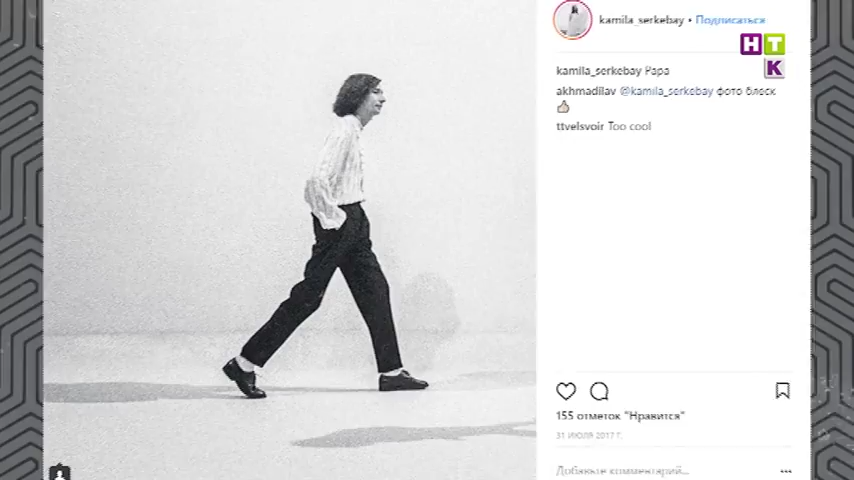 kamila_serkebay • Подписаться
НТК
kamila_serkebay Papa
akhmadilav @kamila_serkebay фото блеск
ttvelsvoir Too cool
155 отметок "Нравится"
31 ИЮЛЯ 2017 Г.
Добавьте комментарий...